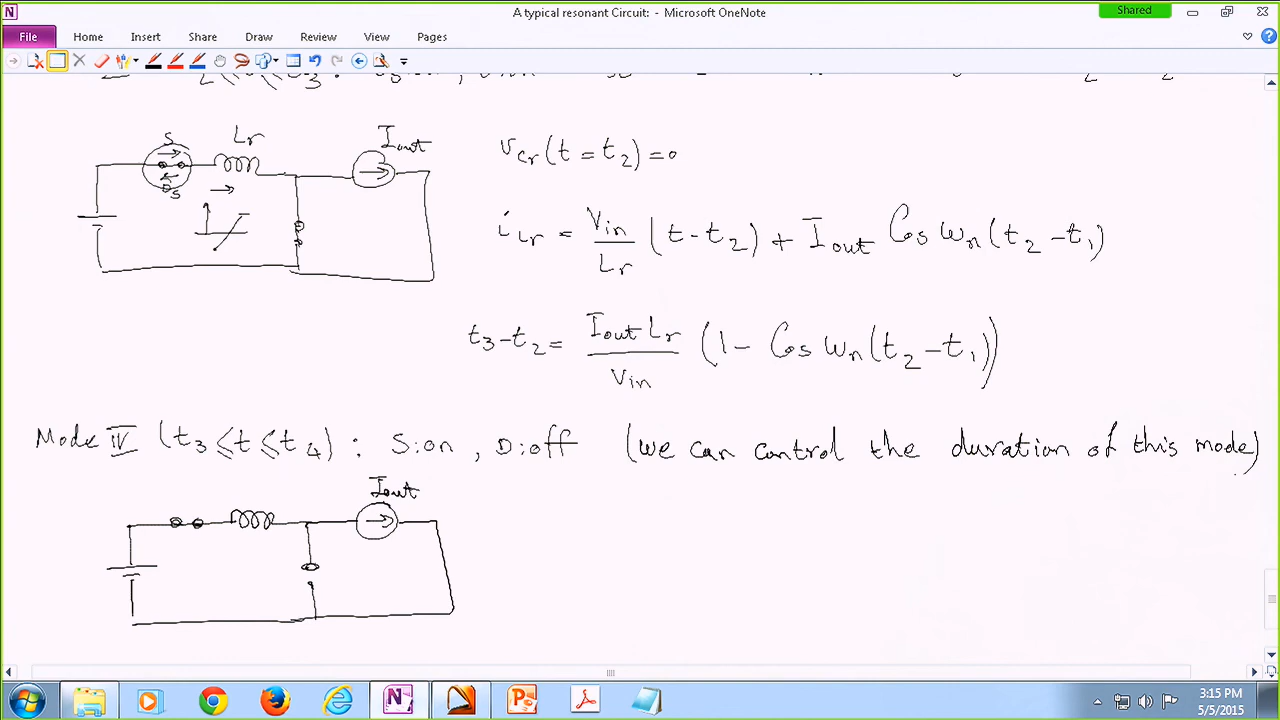 A typical resonant Circuit: - Microsoft OneNote
Shared
File Home Insert Share Draw Review View Pages
S Lr Iout
Ds
vcr(t = t2) = 0
iLr = Vin/Lr (t - t2) + Iout Cos wn(t2 - t1)
t3 - t2 = Iout Lr/Vin (1 - Cos wn(t2 - t1))
Mode IV (t3 ≤ t ≤ t4) : S: on , D: off (we can control the duration of this mode)
Iout
3:15 PM
5/5/2015